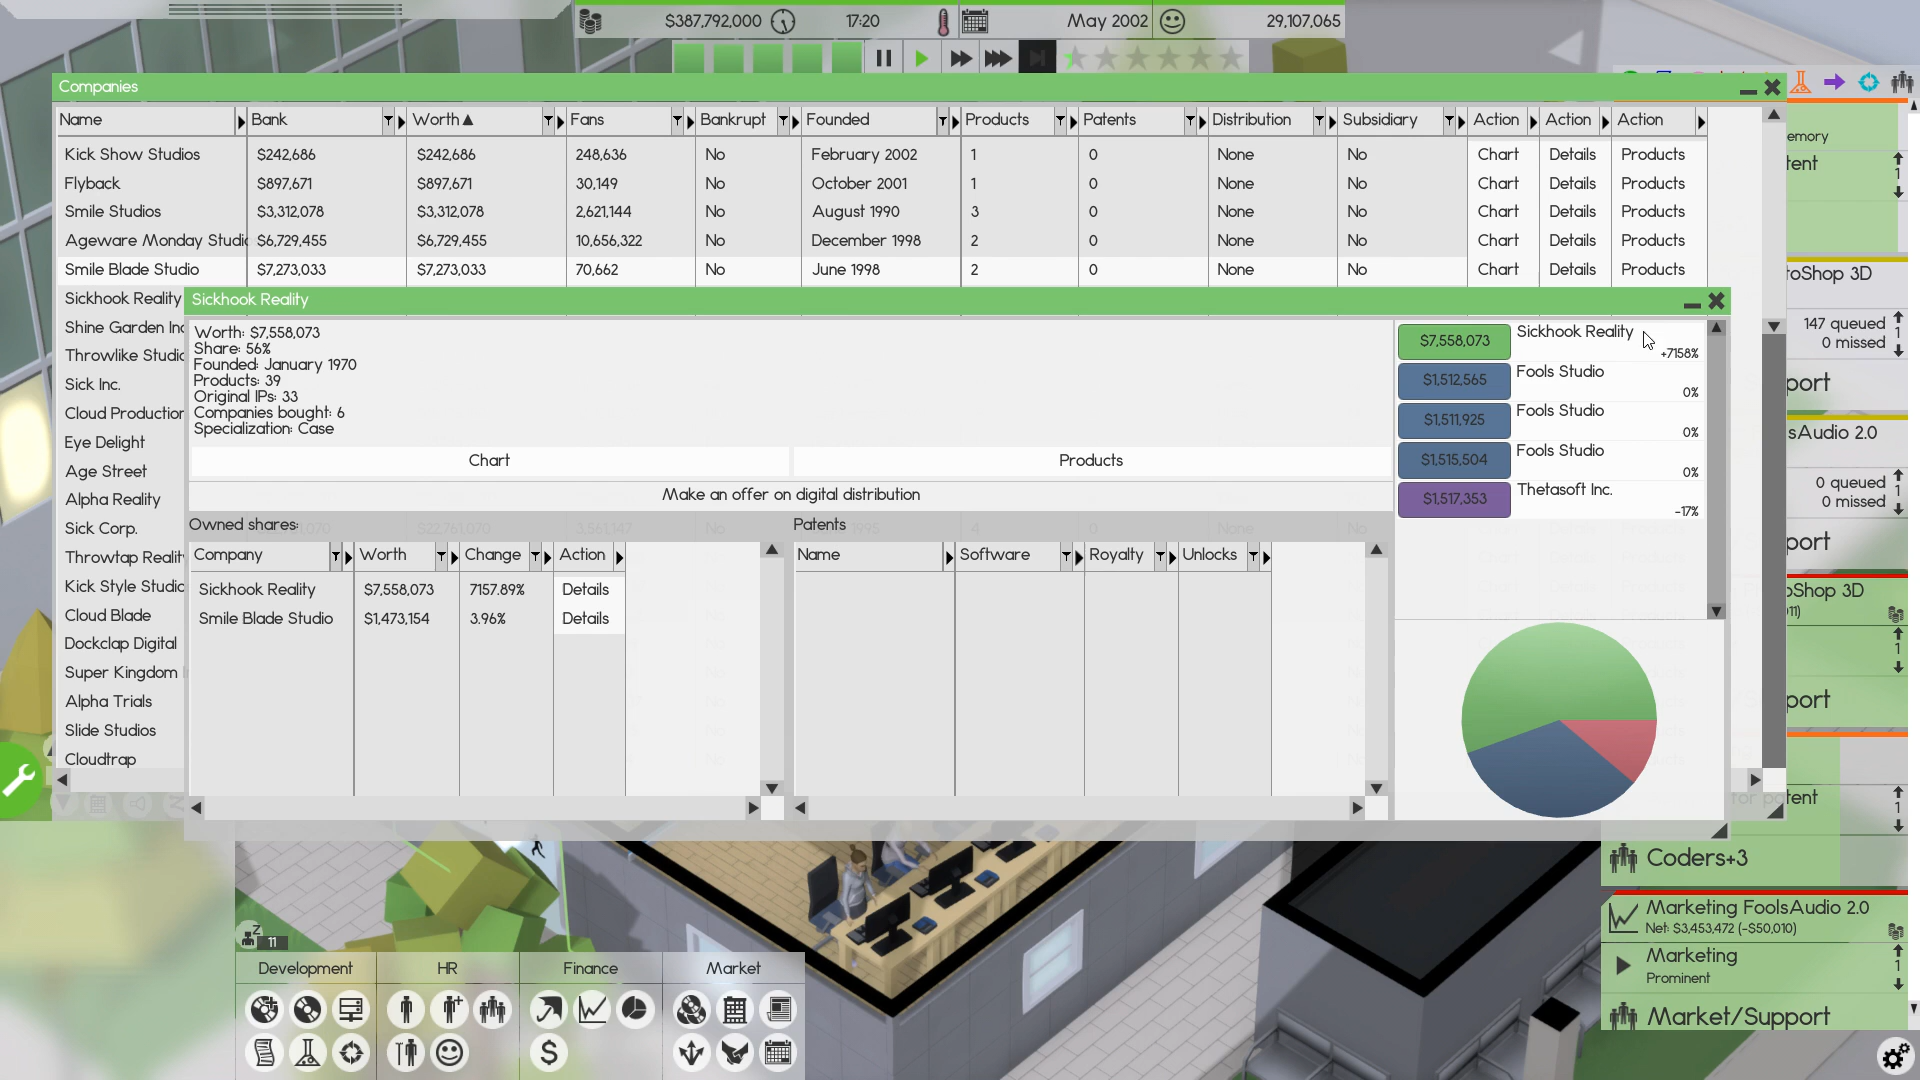 $387,792,000 17:20 May 2002 29,107,065
Companies
Name Bank Worth Fans Bankrupt Founded Products Patents Distribution Subsidiary Action Action Action
Kick Show Studios $242,686 $242,686 248,636 No February 2002 1 0 None No Chart Details Products
Flyback $897,671 $897,671 30,149 No October 2001 1 0 None No Chart Details Products
Smile Studios $3,312,078 $3,312,078 2,621,144 No August 1990 3 0 None No Chart Details Products
Ageware Monday Studi $6,729,455 $6,729,455 10,656,322 No December 1998 2 0 None No Chart Details Products
Smile Blade Studio $7,273,033 $7,273,033 70,662 No June 1998 2 0 None No Chart Details Products
Sickhook Reality
Shine Garden Inc
Throwlike Studio
Sick Inc.
Cloud Production
Eye Delight
Age Street
Alpha Reality
Sick Corp.
Throwtap Reality
Kick Style Studio
Cloud Blade
Dockclap Digital
Super Kingdom
Alpha Trials
Slide Studios
Cloudtrap
Sickhook Reality
Worth: $7,558,073
Share: 56%
Founded: January 1970
Products: 39
Original IPs: 33
Companies bought: 6
Specialization: Case
Chart Products
Make an offer on digital distribution
Owned shares:
Company Worth Change Action
Sickhook Reality $7,558,073 7157.89% Details
Smile Blade Studio $1,473,154 3.96% Details
Patents
Name Software Royalty Unlocks
$7,558,073 Sickhook Reality
+7158%
$1,512,565 Fools Studio
0%
$1,511,925 Fools Studio
0%
$1,515,504 Fools Studio
0%
$1,517,353 Thetasoft Inc.
-17%
emory
tent
1
toShop 3D
147 queued
0 missed
1
port
sAudio 2.0
0 queued
0 missed
1
port
oShop 3D
1
port
for patent
1
Coders+3
Marketing FoolsAudio 2.0
Net: $3,453,472 (-$50,010)
Marketing
Prominent
1
Market/Support
z
11
Development HR Finance Market
$